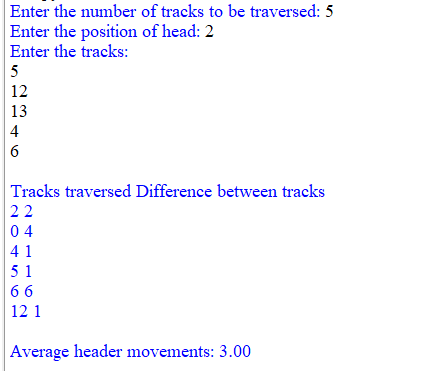 Enter the number of tracks to be traversed: 5
Enter the position of head: 2
Enter the tracks:
5
12
13
4
6
Tracks traversed Difference between tracks
2 2
0 4
4 1
5 1
6 6
12 1
Average header movements: 3.00